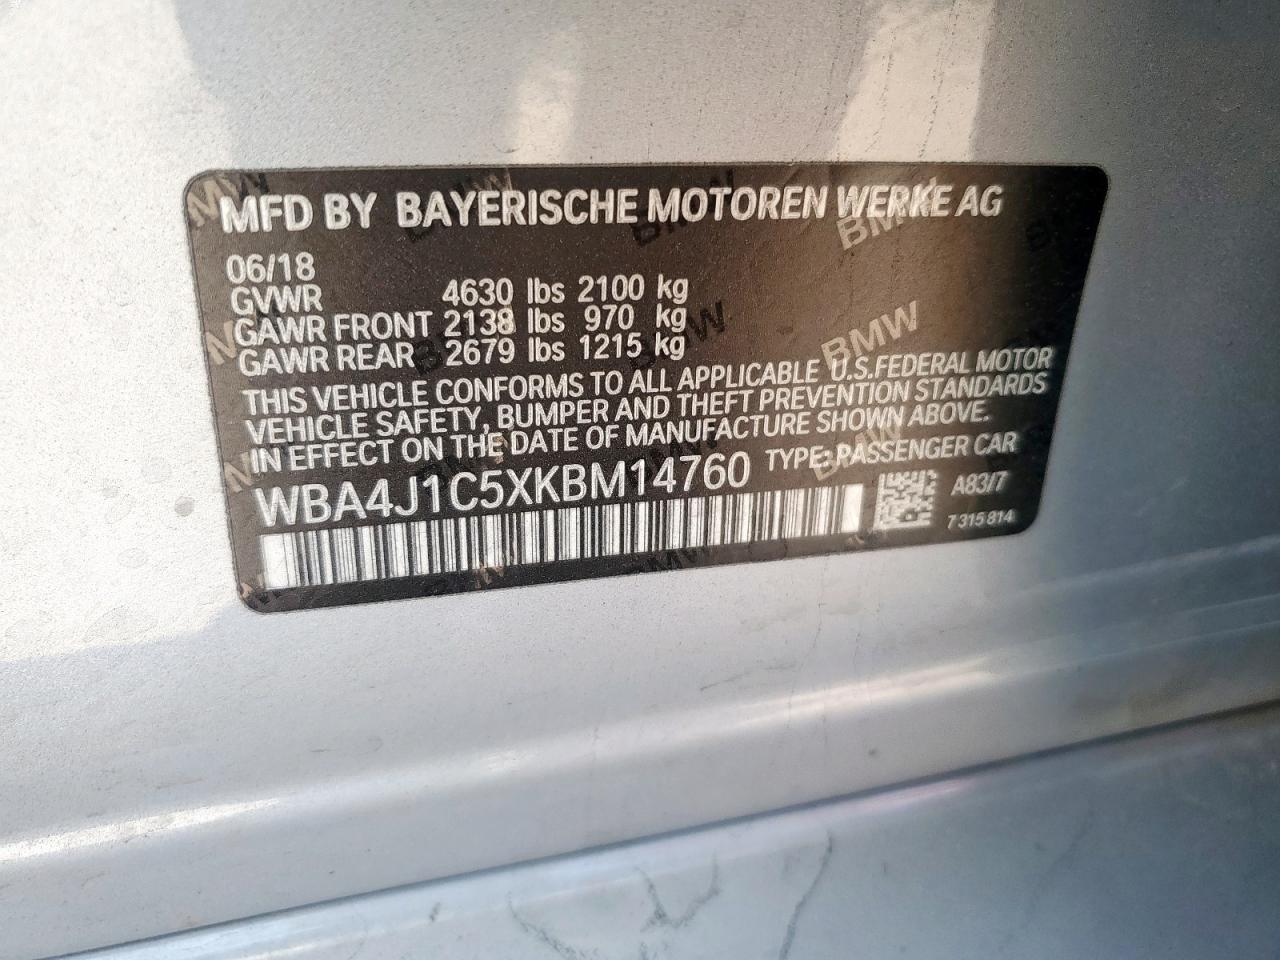 MFD BY BAYERISCHE MOTOREN WERKE AG
06/18
GVWR 4630 lbs 2100 kg
GAWR FRONT 2138 lbs 970 kg
GAWR REAR 2679 lbs 1215 kg
THIS VEHICLE CONFORMS TO ALL APPLICABLE U.S.FEDERAL MOTOR
VEHICLE SAFETY, BUMPER AND THEFT PREVENTION STANDARDS
IN EFFECT ON THE DATE OF MANUFACTURE SHOWN ABOVE.
WBA4J1C5XKBM14760 TYPE: PASSENGER CAR
A83/7
7 315 814